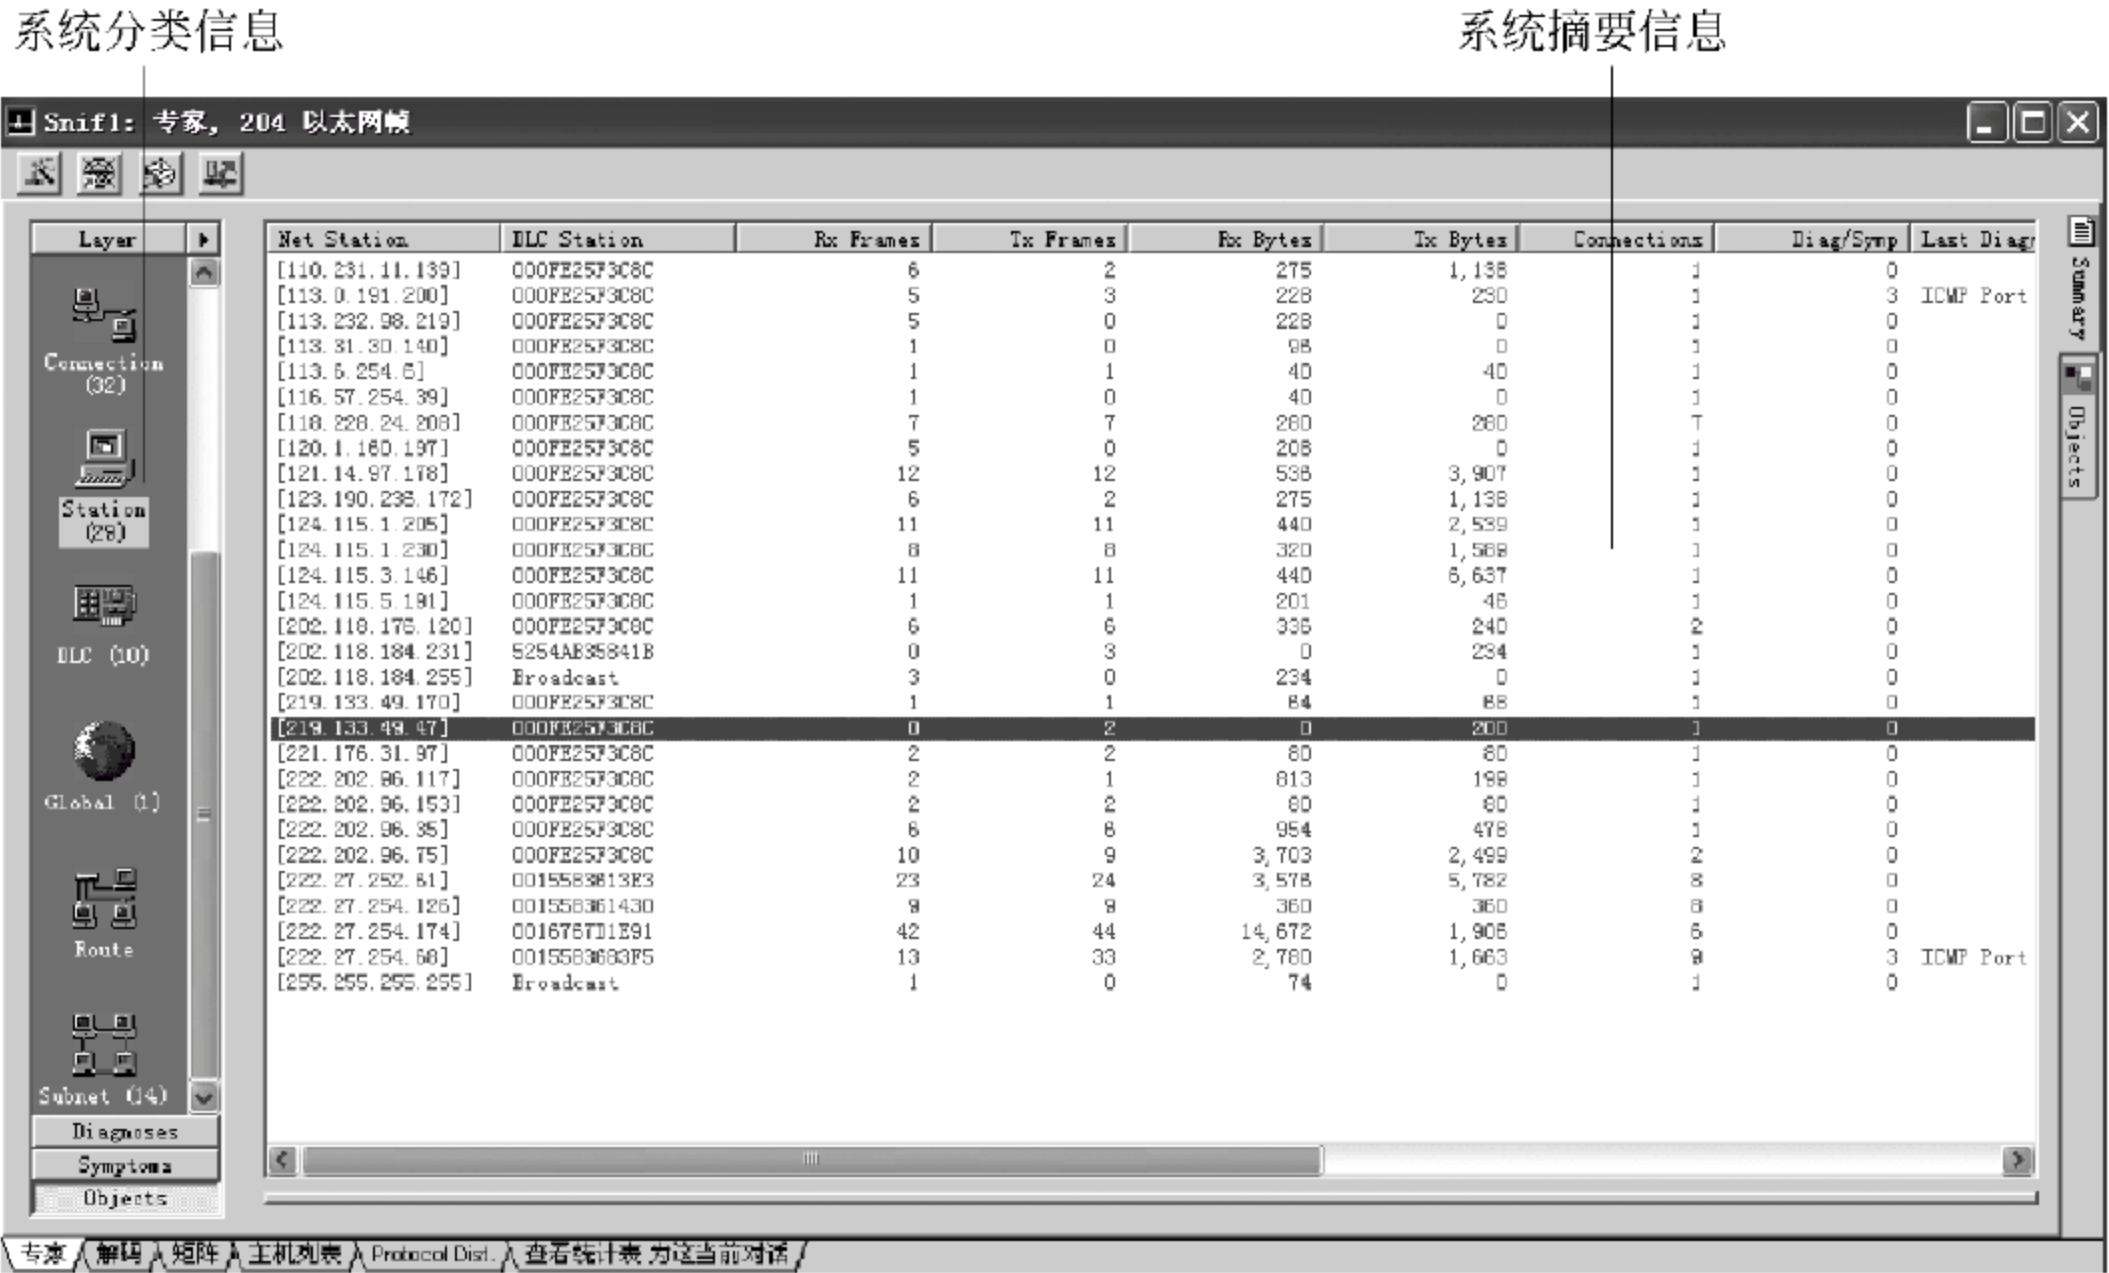 系统分类信息 系统摘要信息
Snif1: 专家, 204 以太网帧
Layer
Connection
(32)
Station
DLC (10)
Global (1)
Route
Subnet (14)
Diagnoses
Symptoms
Objects
Net Station DLC Station Rx Frames Tx Frames Rx Bytes Tx Bytes Connections Diag/Symp Last Diag
[110.231.11.139] 000FE25F3C8C 6 2 275 1,138 1 0
[113.0.191.200] 000FE25F3C8C 5 3 228 230 1 3 ICMP Port
[113.232.98.219] 000FE25F3C8C 5 0 228 0 1 0
[113.31.30.140] 000FE25F3C8C 1 0 96 0 1 0
[113.6.254.6] 000FE25F3C8C 1 1 40 40 1 0
[116.57.254.39] 000FE25F3C8C 1 0 40 0 1 0
[118.228.24.208] 000FE25F3C8C 7 7 280 280 7 0
[120.1.160.197] 000FE25F3C8C 5 0 208 0 1 0
[121.14.97.178] 000FE25F3C8C 12 12 536 3,907 1 0
[123.190.236.172] 000FE25F3C8C 6 2 275 1,138 1 0
[124.115.1.205] 000FE25F3C8C 11 11 440 2,539 1 0
[124.115.1.230] 000FE25F3C8C 8 8 320 1,589 1 0
[124.115.3.146] 000FE25F3C8C 11 11 440 6,637 1 0
[124.115.5.191] 000FE25F3C8C 1 1 201 46 1 0
[202.118.176.120] 000FE25F3C8C 6 6 336 240 2 0
[202.118.184.231] 5254AB35841B 0 3 0 234 1 0
[202.118.184.255] Broadcast 3 0 234 0 1 0
[219.133.49.170] 000FE25F3C8C 1 1 64 68 1 0
[219.133.49.47] 000FE25F3C8C 0 2 0 200 1 0
[221.176.31.97] 000FE25F3C8C 2 2 80 80 1 0
[222.202.96.117] 000FE25F3C8C 2 1 813 199 1 0
[222.202.96.153] 000FE25F3C8C 2 2 80 80 1 0
[222.202.96.35] 000FE25F3C8C 6 6 954 478 1 0
[222.202.96.75] 000FE25F3C8C 10 9 3,703 2,499 2 0
[222.27.252.61] 0015583613E3 23 24 3,576 5,782 8 0
[222.27.254.126] 001558361430 9 9 360 360 8 0
[222.27.254.174] 0016767D1E91 42 44 14,672 1,906 6 0
[222.27.254.68] 0015583683F5 13 33 2,780 1,663 9 3 ICMP Port
[255.255.255.255] Broadcast 1 0 74 0 1 0
Summary
Objects
专家 解码 矩阵 主机列表 Protocol Dist. 查看统计表 为这当前对话